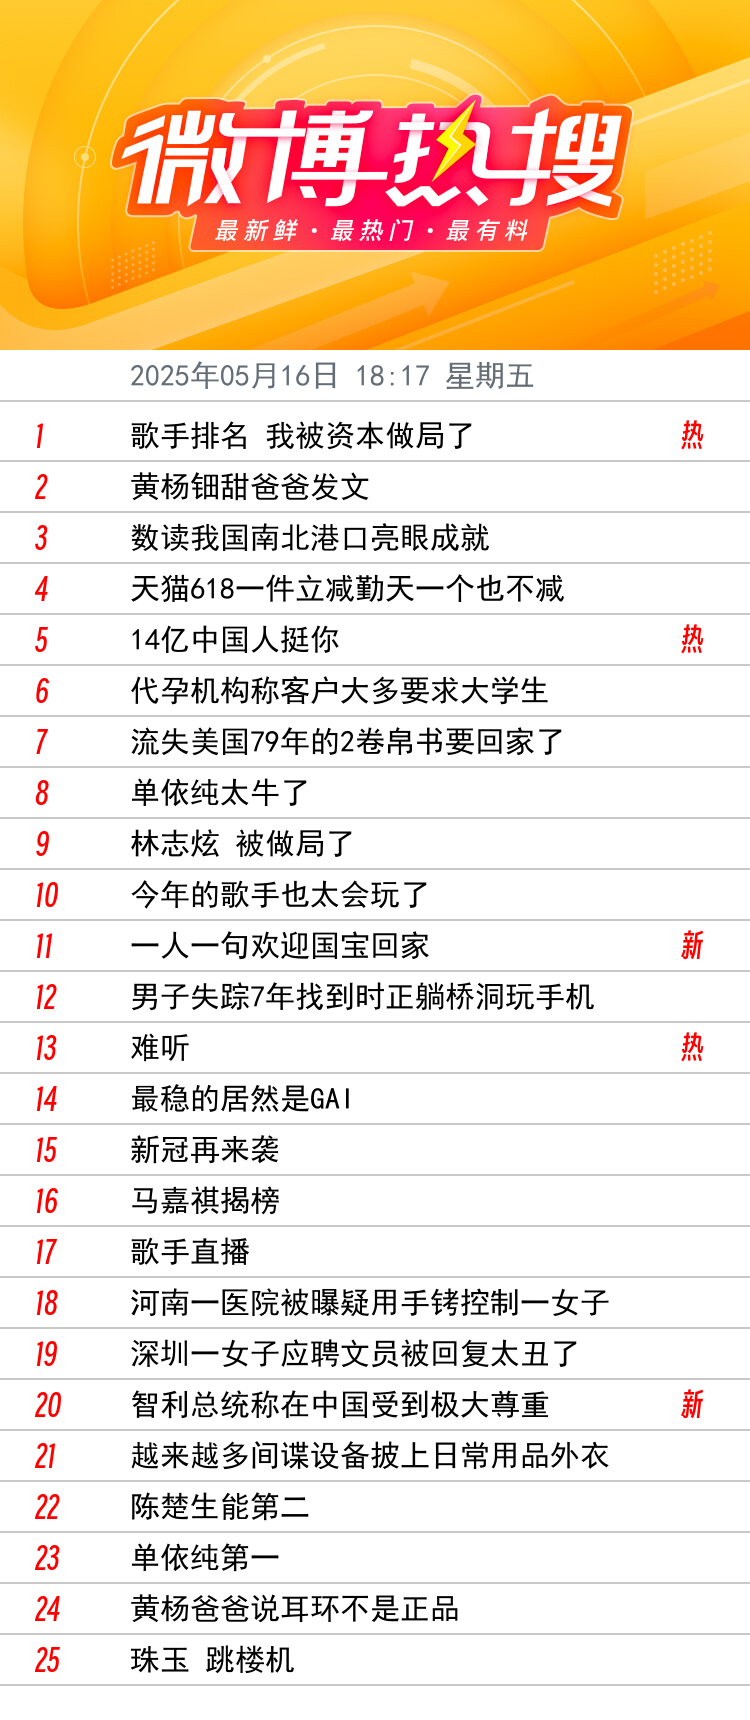 微博热搜
最新鲜·最热门·最有料
2025年05月16日 18:17 星期五
1 歌手排名 我被资本做局了 热
2 黄杨钿甜爸爸发文
3 数读我国南北港口亮眼成就
4 天猫618一件立减勤天一个也不减
5 14亿中国人挺你 热
6 代孕机构称客户大多要求大学生
7 流失美国79年的2卷帛书要回家了
8 单依纯太牛了
9 林志炫 被做局了
10 今年的歌手也太会玩了
11 一人一句欢迎国宝回家 新
12 男子失踪7年找到时正躺桥洞玩手机
13 难听 热
14 最稳的居然是GAI
15 新冠再来袭
16 马嘉祺揭榜
17 歌手直播
18 河南一医院被曝疑用手铐控制一女子
19 深圳一女子应聘文员被回复太丑了
20 智利总统称在中国受到极大尊重 新
21 越来越多间谍设备披上日常用品外衣
22 陈楚生能第二
23 单依纯第一
24 黄杨爸爸说耳环不是正品
25 珠玉 跳楼机